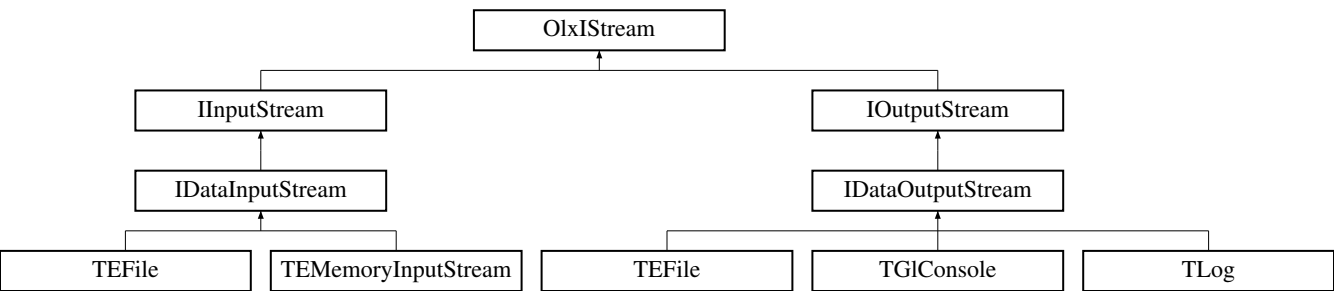 OlxIStream
IInputStream
IOutputStream
IDataInputStream
IDataOutputStream
TEFile
TEMemoryInputStream
TEFile
TGlConsole
TLog